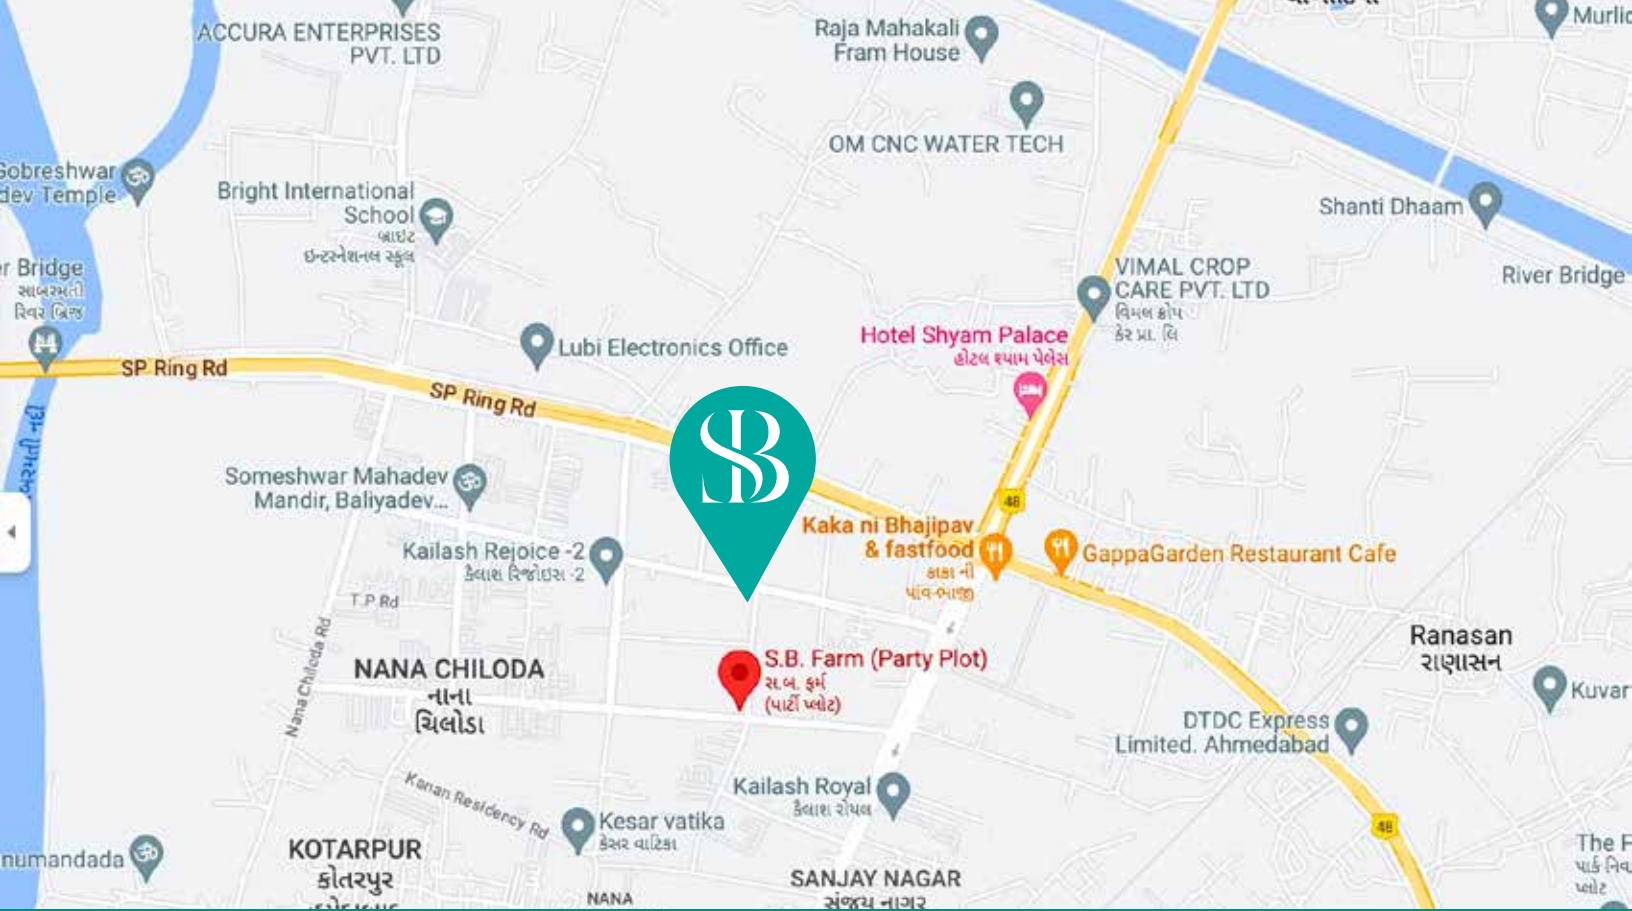 ACCURA ENTERPRISES
PVT. LTD
Raja Mahakali
Fram House
OM CNC WATER TECH
Bright International
School
બ્રાઇટ
ઇન્ટરનેશનલ સ્કૂલ
Temple
Shanti Dhaam
River Bridge
VIMAL CROP
CARE PVT. LTD
વિમલ ક્રોપ
કેર પ્રા. લિ
Bridge
સાબરમતી
રિવર બ્રિજ
Hotel Shyam Palace
હોટલ શ્યામ પેલેસ
Lubi Electronics Office
SP Ring Rd
SP Ring Rd
SB
48
Someshwar Mahadev
Mandir, Baliyadev...
Kaka ni Bhajipav
& fastfood
કાકા ની
પાંવ-ભાજી
GappaGarden Restaurant Cafe
Kailash Rejoice -2
કૈલાશ રિજોઇસ -2
T.P Rd
Nana Chiloda Rd
NANA CHILODA
નાના
ચિલોડા
S.B. Farm (Party Plot)
સ.બ. ફર્મ
(પાર્ટી પ્લોટ)
Ranasan
રાણાસન
DTDC Express
Limited. Ahmedabad
Kanan Residency Rd
Kailash Royal
કૈલાશ રોયલ
Kesar vatika
કેસર વાટિકા
48
KOTARPUR
કોતરપુર
SANJAY NAGAR
સંજય નગર
NANA
The
પ્લોટ